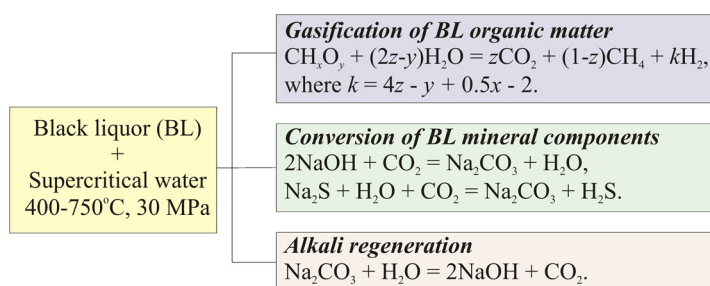 Black liquor (BL)
+
Supercritical water
400-750°C, 30 MPa
Gasification of BL organic matter
CHₓOᵧ + (2z-y)H₂O = zCO₂ + (1-z)CH₄ + kH₂,
where k = 4z - y + 0.5x - 2.
Conversion of BL mineral components
2NaOH + CO₂ = Na₂CO₃ + H₂O,
Na₂S + H₂O + CO₂ = Na₂CO₃ + H₂S.
Alkali regeneration
Na₂CO₃ + H₂O = 2NaOH + CO₂.